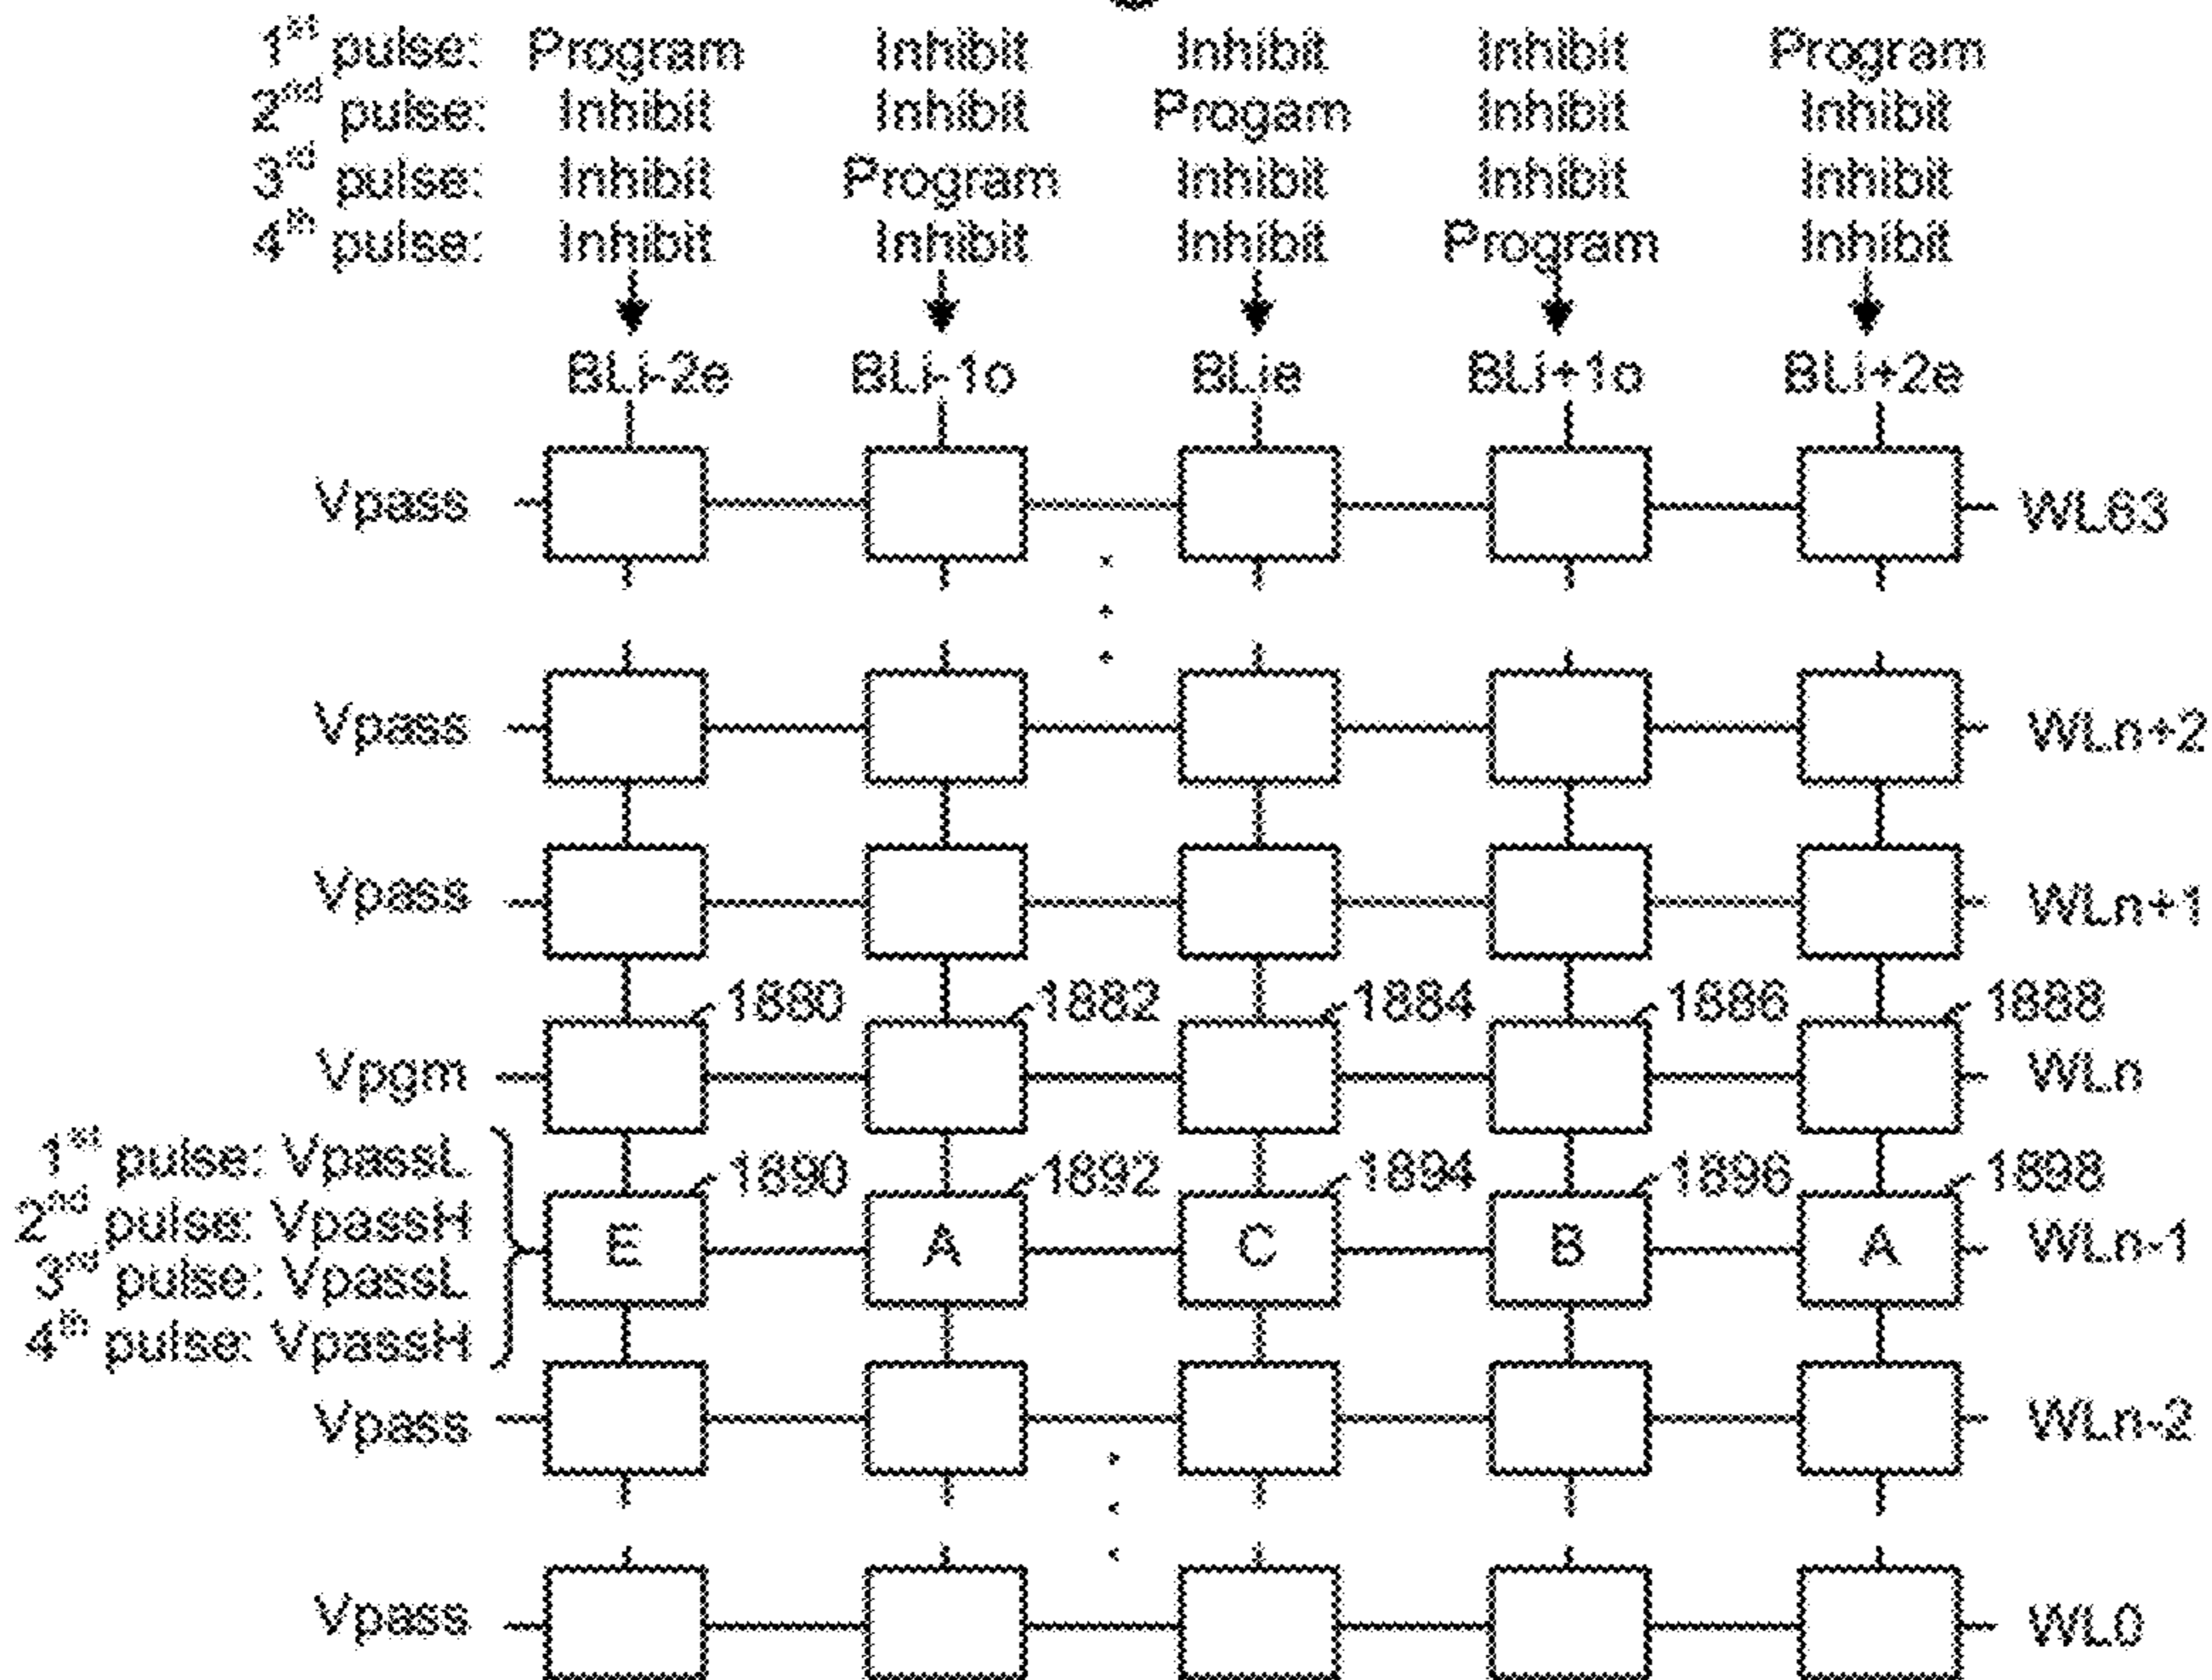 1st pulse: Program Inhibit Inhibit Inhibit Program
2nd pulse: Inhibit Inhibit Progam Inhibit Inhibit
3rd pulse: Inhibit Program Inhibit Inhibit Inhibit
4th pulse: Inhibit Inhibit Inhibit Program Inhibit
BLi-2e BLi-1o BLie BLi+1o BLi+2e
Vpass WL63
Vpass WLn+2
Vpass WLn+1
1880 1882 1884 1886 1888
Vpgm WLn
1st pulse: VpassL
2nd pulse: VpassH
3rd pulse: VpassL
4th pulse: VpassH
1890 1892 1894 1896 1898
E A C B A WLn-1
Vpass WLn-2
Vpass WL0